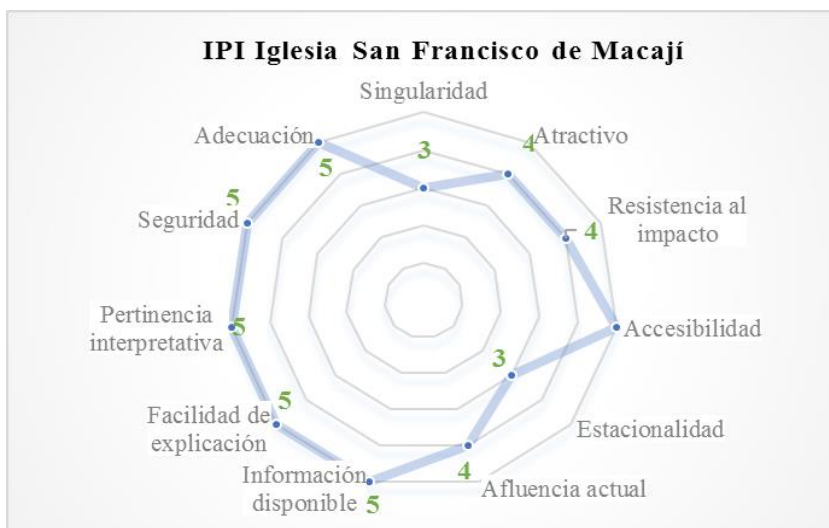 IPI Iglesia San Francisco de Macají
Singularidad
3
Atractivo
4
Resistencia al
impacto
4
Accesibilidad
Estacionalidad
3
Afluencia actual
4
Información
disponible
5
Facilidad de
explicación
5
Pertinencia
interpretativa
5
Seguridad
5
Adecuación
5